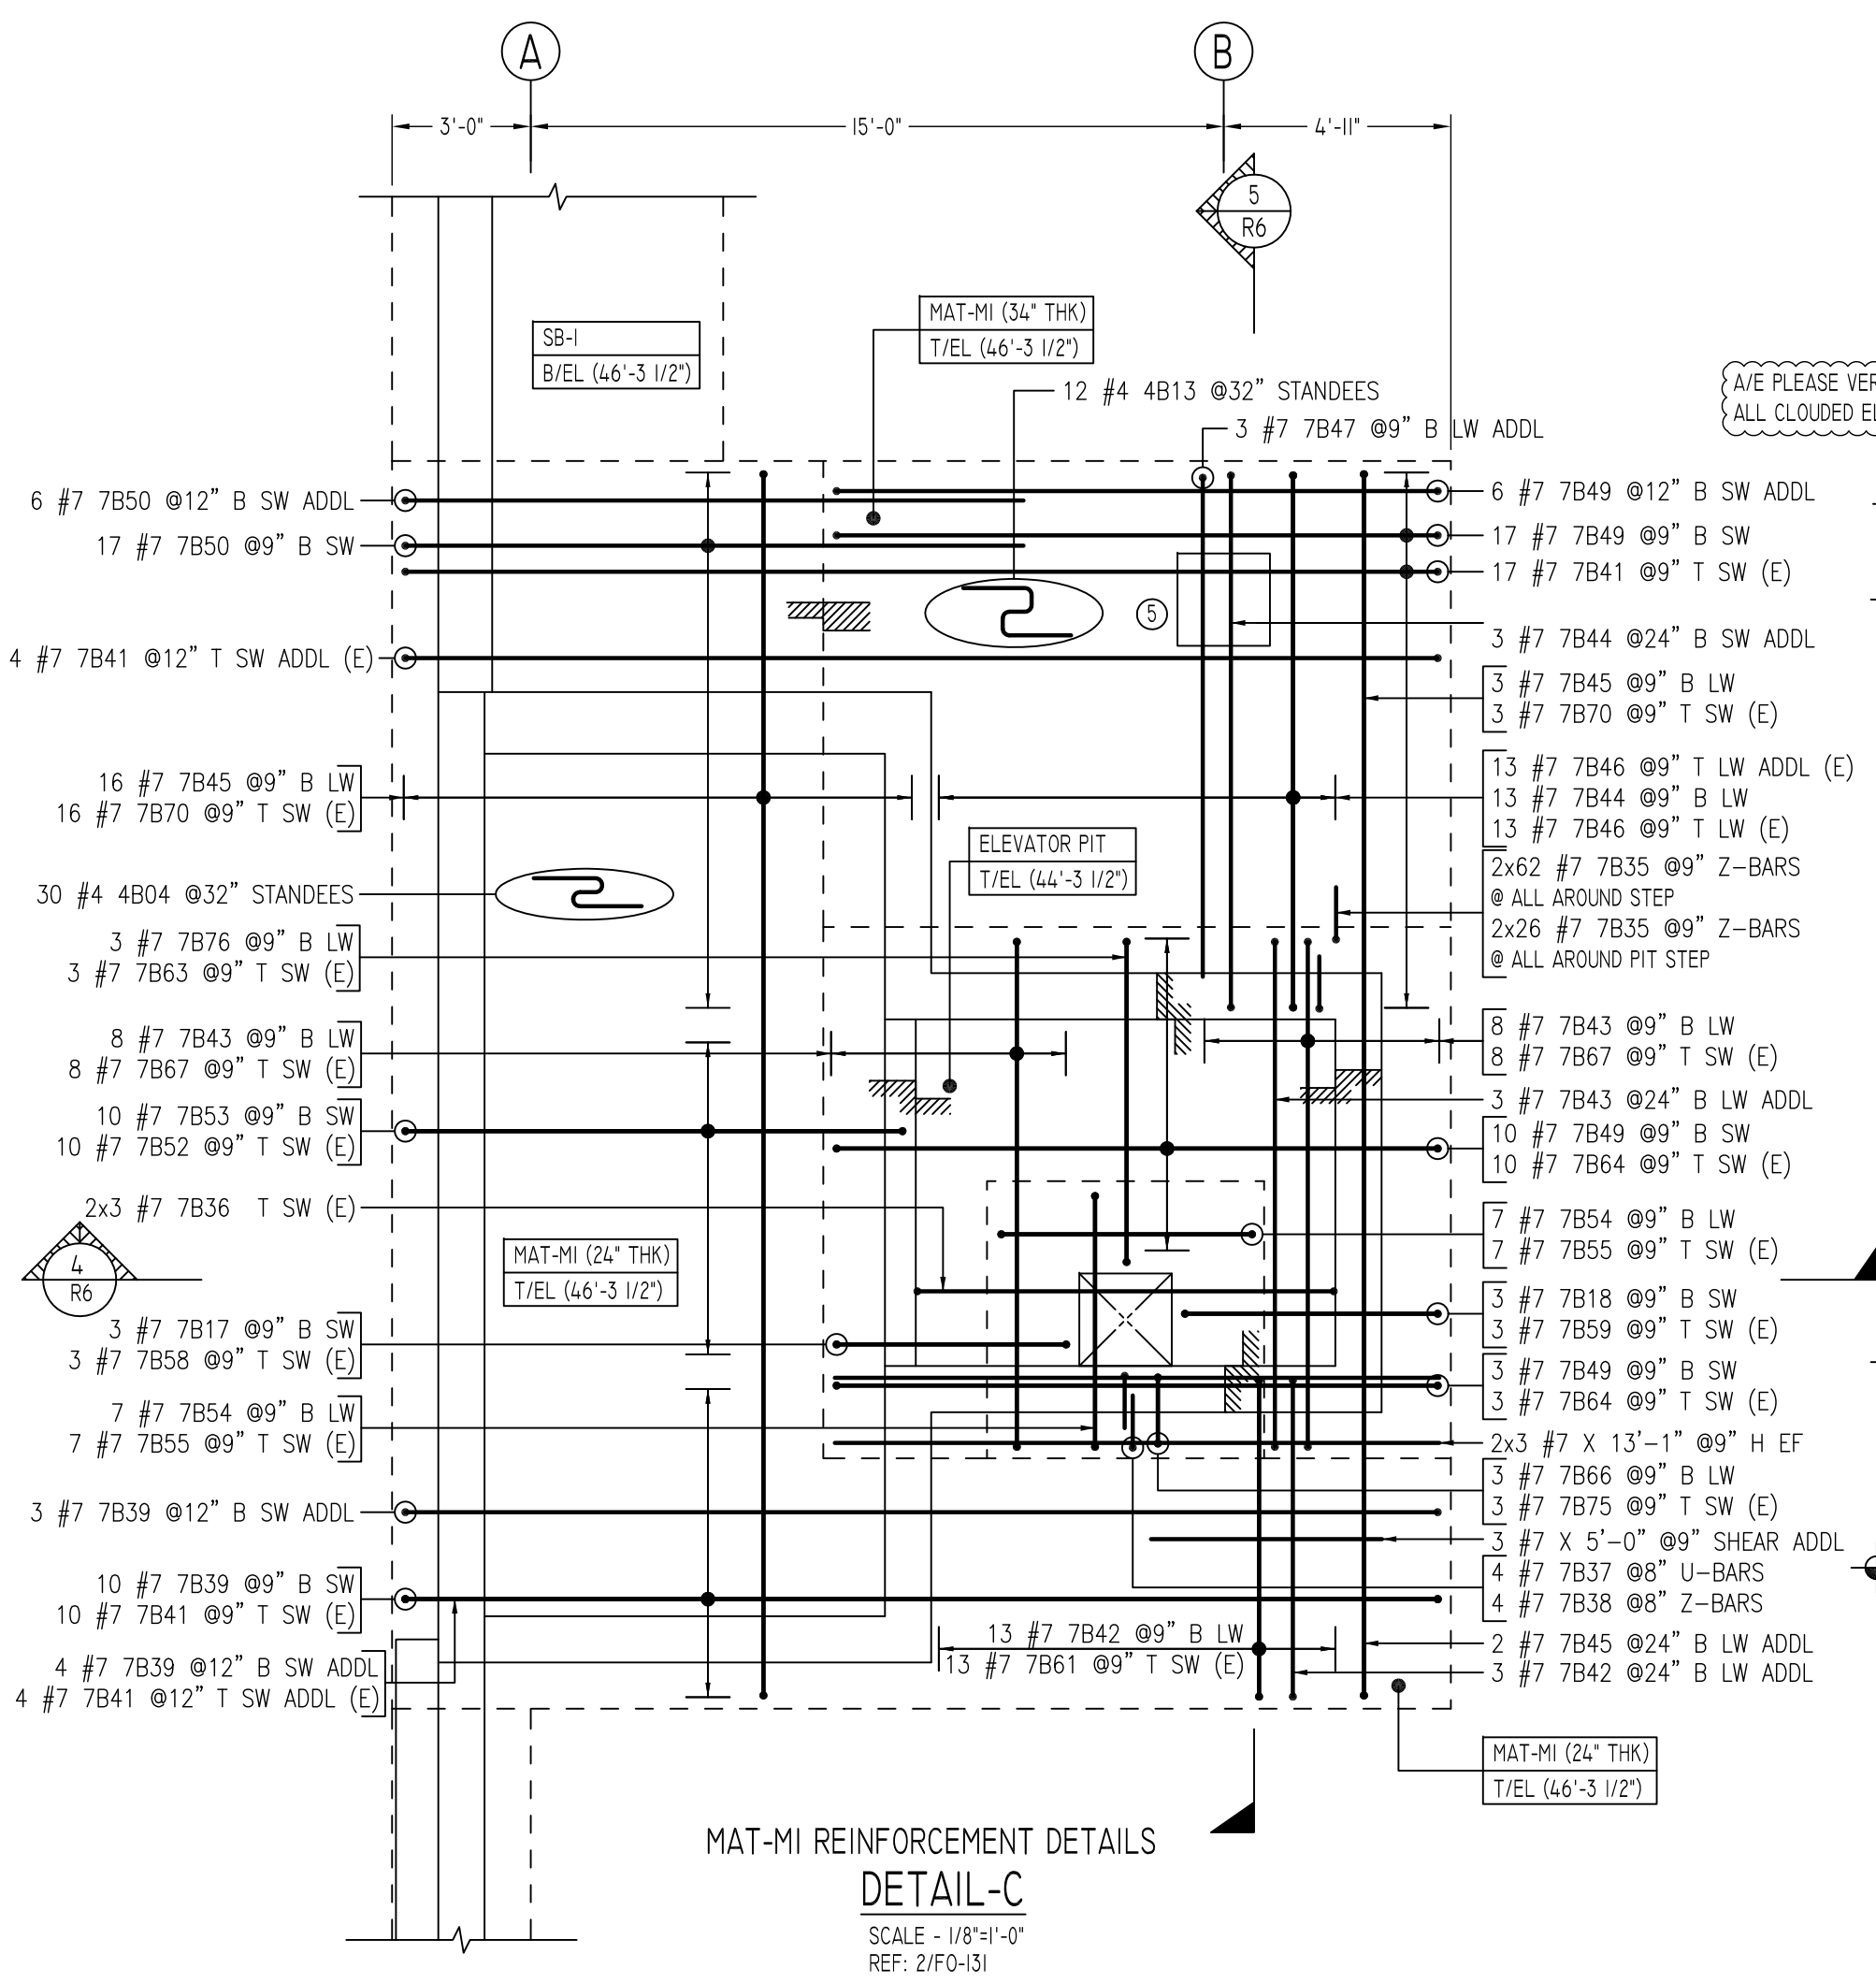 A
B
3'-0"
15'-0"
4'-11"
5
R6
SB-1
B/EL (46'-3 1/2")
MAT-M1 (34" THK)
T/EL (46'-3 1/2")
12 #4 4B13 @32" STANDEES
3 #7 7B47 @9" B LW ADDL
A/E PLEASE
ALL CLOUDED
6 #7 7B50 @12" B SW ADDL
17 #7 7B50 @9" B SW
4 #7 7B41 @12" T SW ADDL (E)
16 #7 7B45 @9" B LW
16 #7 7B70 @9" T SW (E)
30 #4 4B04 @32" STANDEES
3 #7 7B76 @9" B LW
3 #7 7B63 @9" T SW (E)
8 #7 7B43 @9" B LW
8 #7 7B67 @9" T SW (E)
10 #7 7B53 @9" B SW
10 #7 7B52 @9" T SW (E)
2x3 #7 7B36 T SW (E)
4
R6
3 #7 7B17 @9" B SW
3 #7 7B58 @9" T SW (E)
7 #7 7B54 @9" B LW
7 #7 7B55 @9" T SW (E)
3 #7 7B39 @12" B SW ADDL
10 #7 7B39 @9" B SW
10 #7 7B41 @9" T SW (E)
4 #7 7B39 @12" B SW ADDL
4 #7 7B41 @12" T SW ADDL (E)
5
ELEVATOR PIT
T/EL (44'-3 1/2")
MAT-M1 (24" THK)
T/EL (46'-3 1/2")
13 #7 7B42 @9" B LW
13 #7 7B61 @9" T SW (E)
6 #7 7B49 @12" B SW ADDL
17 #7 7B49 @9" B SW
17 #7 7B41 @9" T SW (E)
3 #7 7B44 @24" B SW ADDL
3 #7 7B45 @9" B LW
3 #7 7B70 @9" T SW (E)
13 #7 7B46 @9" T LW ADDL (E)
13 #7 7B44 @9" B LW
13 #7 7B46 @9" T LW (E)
2x62 #7 7B35 @9" Z-BARS
@ ALL AROUND STEP
2x26 #7 7B35 @9" Z-BARS
@ ALL AROUND PIT STEP
8 #7 7B43 @9" B LW
8 #7 7B67 @9" T SW (E)
3 #7 7B43 @24" B LW ADDL
10 #7 7B49 @9" B SW
10 #7 7B64 @9" T SW (E)
7 #7 7B54 @9" B LW
7 #7 7B55 @9" T SW (E)
3 #7 7B18 @9" B SW
3 #7 7B59 @9" T SW (E)
3 #7 7B49 @9" B SW
3 #7 7B64 @9" T SW (E)
2x3 #7 X 13'-1" @9" H EF
3 #7 7B66 @9" B LW
3 #7 7B75 @9" T SW (E)
3 #7 X 5'-0" @9" SHEAR ADDL
4 #7 7B37 @8" U-BARS
4 #7 7B38 @8" Z-BARS
2 #7 7B45 @24" B LW ADDL
3 #7 7B42 @24" B LW ADDL
MAT-M1 (24" THK)
T/EL (46'-3 1/2")
MAT-M1 REINFORCEMENT DETAILS
DETAIL-C
SCALE - 1/8"=1'-0"
REF: 2/FO-131